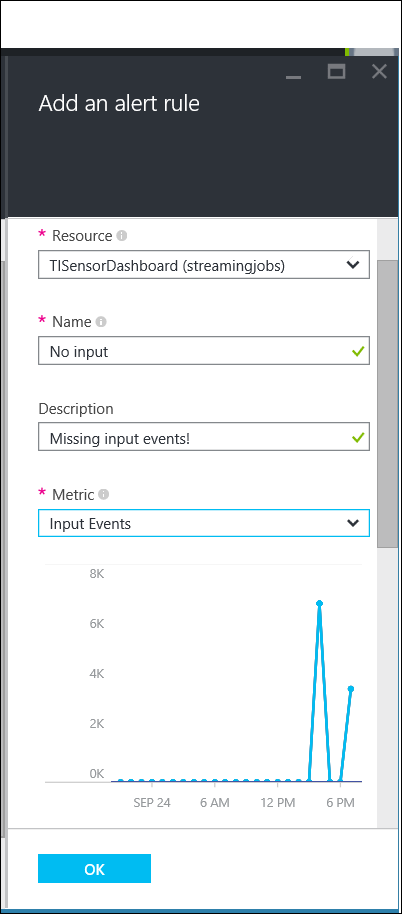 Add an alert rule
* Resource
TISensorDashboard (streamingjobs)
* Name
No input
Description
Missing input events!
* Metric
Input Events
8K
6K
4K
2K
0K
SEP 24 6 AM 12 PM 6 PM
OK